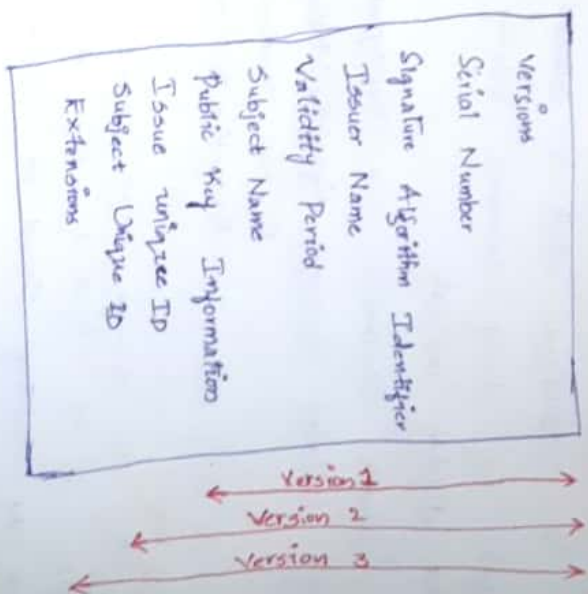 Versions
Serial Number
Signature Algorithm Identifier
Issuer Name
Validity Period
Subject Name
Public Key Information
Issue uniqzee ID
Subject Unique ID
Extensions
Version 1
Version 2
Version 3